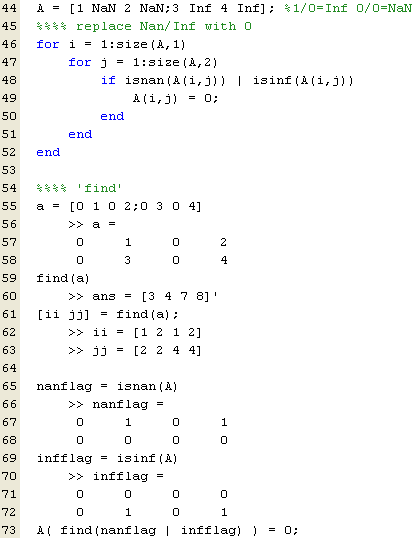 44 A = [1 NaN 2 NaN;3 Inf 4 Inf]; %1/0=Inf 0/0=NaN
45 %%%% replace Nan/Inf with 0
46 for i = 1:size(A,1)
47 for j = 1:size(A,2)
48 if isnan(A(i,j)) | isinf(A(i,j))
49 A(i,j) = 0;
50 end
51 end
52 end
53
54 %%%% 'find'
55 a = [0 1 0 2;0 3 0 4]
56 >> a =
57 0 1 0 2
58 0 3 0 4
59 find(a)
60 >> ans = [3 4 7 8]'
61 [ii jj] = find(a);
62 >> ii = [1 2 1 2]
63 >> jj = [2 2 4 4]
64
65 nanflag = isnan(A)
66 >> nanflag =
67 0 1 0 1
68 0 0 0 0
69 infflag = isinf(A)
70 >> infflag =
71 0 0 0 0
72 0 1 0 1
73 A( find(nanflag | infflag) ) = 0;